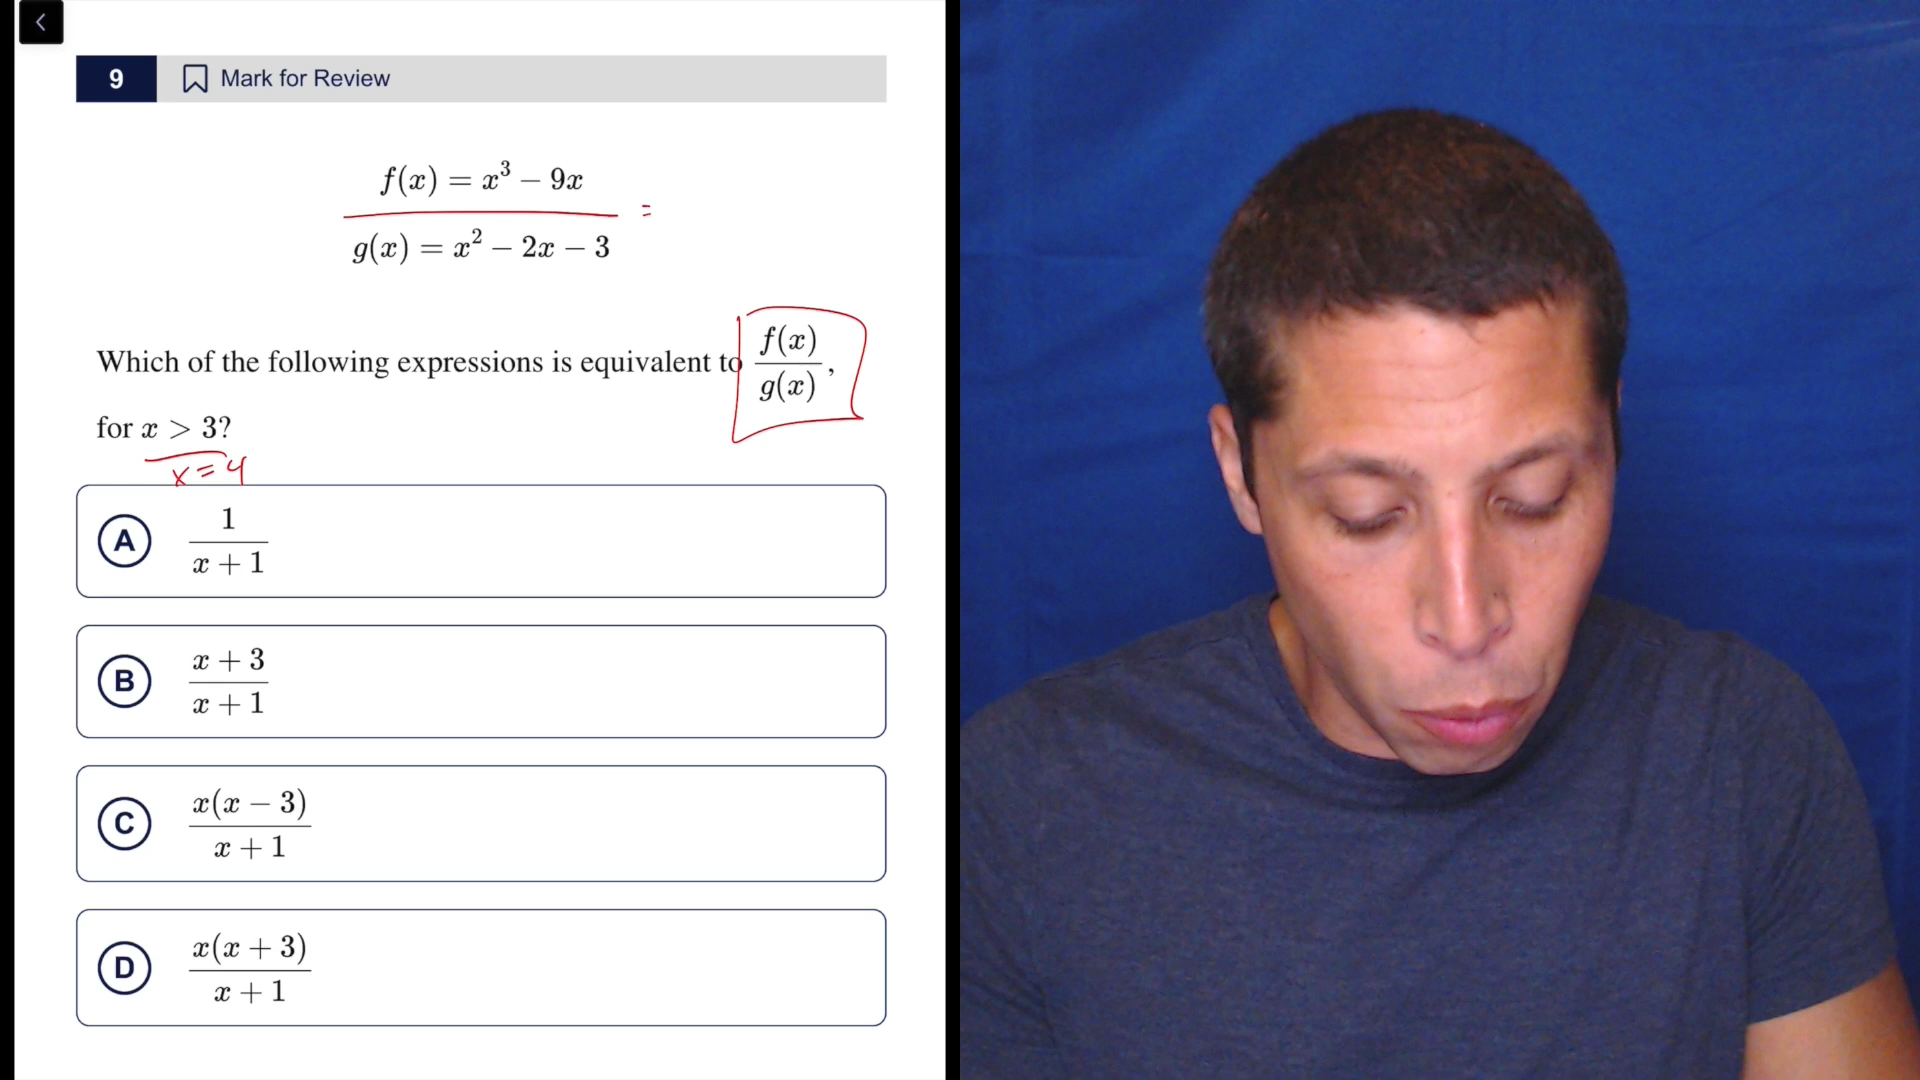 9 Mark for Review
f(x) = x³ − 9x
=
g(x) = x² − 2x − 3
Which of the following expressions is equivalent to f(x)/g(x),
for x > 3?
x = 4
A 1/(x + 1)
B (x + 3)/(x + 1)
C x(x − 3)/(x + 1)
D x(x + 3)/(x + 1)